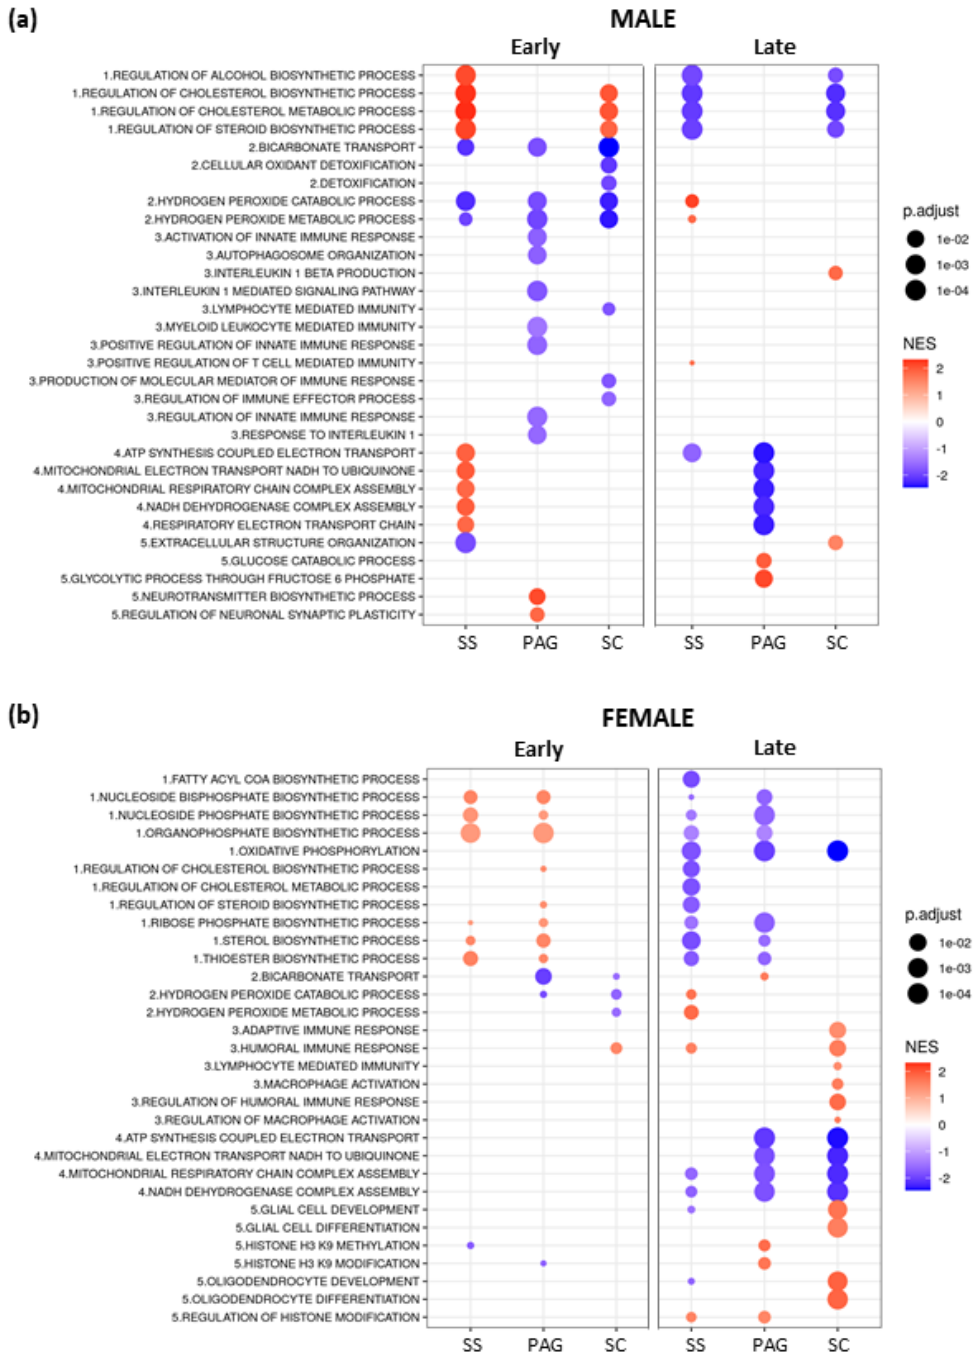 (a)
MALE
Early
Late
1.REGULATION OF ALCOHOL BIOSYNTHETIC PROCESS
1.REGULATION OF CHOLESTEROL BIOSYNTHETIC PROCESS
1.REGULATION OF CHOLESTEROL METABOLIC PROCESS
1.REGULATION OF STEROID BIOSYNTHETIC PROCESS
2.BICARBONATE TRANSPORT
2.CELLULAR OXIDANT DETOXIFICATION
2.DETOXIFICATION
2.HYDROGEN PEROXIDE CATABOLIC PROCESS
2.HYDROGEN PEROXIDE METABOLIC PROCESS
3.ACTIVATION OF INNATE IMMUNE RESPONSE
3.AUTOPHAGOSOME ORGANIZATION
3.INTERLEUKIN 1 BETA PRODUCTION
3.INTERLEUKIN 1 MEDIATED SIGNALING PATHWAY
3.LYMPHOCYTE MEDIATED IMMUNITY
3.MYELOID LEUKOCYTE MEDIATED IMMUNITY
3.POSITIVE REGULATION OF INNATE IMMUNE RESPONSE
3.POSITIVE REGULATION OF T CELL MEDIATED IMMUNITY
3.PRODUCTION OF MOLECULAR MEDIATOR OF IMMUNE RESPONSE
3.REGULATION OF IMMUNE EFFECTOR PROCESS
3.REGULATION OF INNATE IMMUNE RESPONSE
3.RESPONSE TO INTERLEUKIN 1
4.ATP SYNTHESIS COUPLED ELECTRON TRANSPORT
4.MITOCHONDRIAL ELECTRON TRANSPORT NADH TO UBIQUINONE
4.MITOCHONDRIAL RESPIRATORY CHAIN COMPLEX ASSEMBLY
4.NADH DEHYDROGENASE COMPLEX ASSEMBLY
4.RESPIRATORY ELECTRON TRANSPORT CHAIN
5.EXTRACELLULAR STRUCTURE ORGANIZATION
5.GLUCOSE CATABOLIC PROCESS
5.GLYCOLYTIC PROCESS THROUGH FRUCTOSE 6 PHOSPHATE
5.NEUROTRANSMITTER BIOSYNTHETIC PROCESS
5.REGULATION OF NEURONAL SYNAPTIC PLASTICITY
SS PAG SC SS PAG SC
p.adjust
1e-02
1e-03
1e-04
NES
2
1
0
-1
-2
(b)
FEMALE
Early
Late
1.FATTY ACYL COA BIOSYNTHETIC PROCESS
1.NUCLEOSIDE BISPHOSPHATE BIOSYNTHETIC PROCESS
1.NUCLEOSIDE PHOSPHATE BIOSYNTHETIC PROCESS
1.ORGANOPHOSPHATE BIOSYNTHETIC PROCESS
1.OXIDATIVE PHOSPHORYLATION
1.REGULATION OF CHOLESTEROL BIOSYNTHETIC PROCESS
1.REGULATION OF CHOLESTEROL METABOLIC PROCESS
1.REGULATION OF STEROID BIOSYNTHETIC PROCESS
1.RIBOSE PHOSPHATE BIOSYNTHETIC PROCESS
1.STEROL BIOSYNTHETIC PROCESS
1.THIOESTER BIOSYNTHETIC PROCESS
2.BICARBONATE TRANSPORT
2.HYDROGEN PEROXIDE CATABOLIC PROCESS
2.HYDROGEN PEROXIDE METABOLIC PROCESS
3.ADAPTIVE IMMUNE RESPONSE
3.HUMORAL IMMUNE RESPONSE
3.LYMPHOCYTE MEDIATED IMMUNITY
3.MACROPHAGE ACTIVATION
3.REGULATION OF HUMORAL IMMUNE RESPONSE
3.REGULATION OF MACROPHAGE ACTIVATION
4.ATP SYNTHESIS COUPLED ELECTRON TRANSPORT
4.MITOCHONDRIAL ELECTRON TRANSPORT NADH TO UBIQUINONE
4.MITOCHONDRIAL RESPIRATORY CHAIN COMPLEX ASSEMBLY
4.NADH DEHYDROGENASE COMPLEX ASSEMBLY
5.GLIAL CELL DEVELOPMENT
5.GLIAL CELL DIFFERENTIATION
5.HISTONE H3 K9 METHYLATION
5.HISTONE H3 K9 MODIFICATION
5.OLIGODENDROCYTE DEVELOPMENT
5.OLIGODENDROCYTE DIFFERENTIATION
5.REGULATION OF HISTONE MODIFICATION
SS PAG SC SS PAG SC
p.adjust
1e-02
1e-03
1e-04
NES
2
1
0
-1
-2